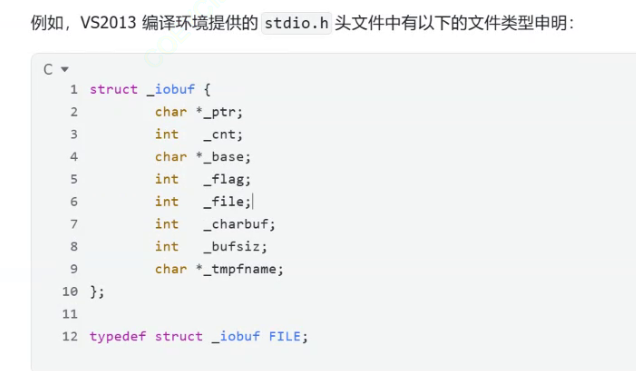 例如，VS2013 编译环境提供的 stdio.h 头文件中有以下的文件类型申明：
C
1 struct _iobuf {
2 char *_ptr;
3 int _cnt;
4 char *_base;
5 int _flag;
6 int _file;
7 int _charbuf;
8 int _bufsiz;
9 char *_tmpfname;
10 };
11
12 typedef struct _iobuf FILE;